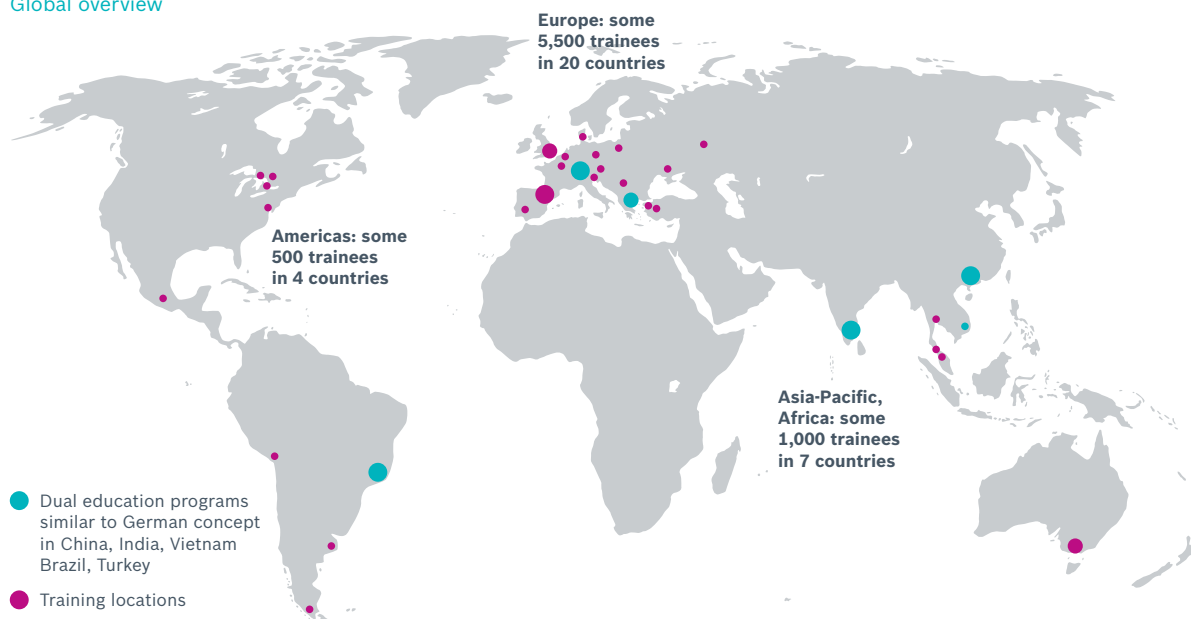 Global overview
Europe: some
5,500 trainees
in 20 countries
Americas: some
500 trainees
in 4 countries
Asia-Pacific,
Africa: some
1,000 trainees
in 7 countries
Dual education programs
similar to German concept
in China, India, Vietnam
Brazil, Turkey
Training locations